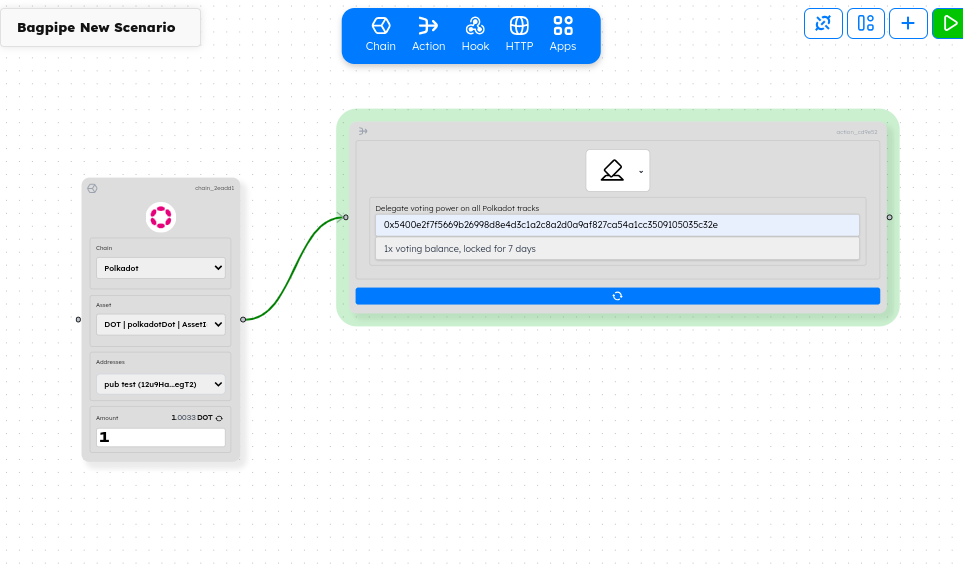 Bagpipe New Scenario
Chain
Action
Hook
HTTP
Apps
action_cd9e53
Delegate voting power on all Polkadot tracks
0x5400e2f7f5669b26998d8e4d3c1a2c8a2d0a9af827ca54a1cc3509105035c32e
1x voting balance, locked for 7 days
chain_2eadd1
Chain
Polkadot
Asset
DOT | polkadotDot | AssetI
Addresses
pub test (12u9Ha...egT2)
Amount
1.0033 DOT
1